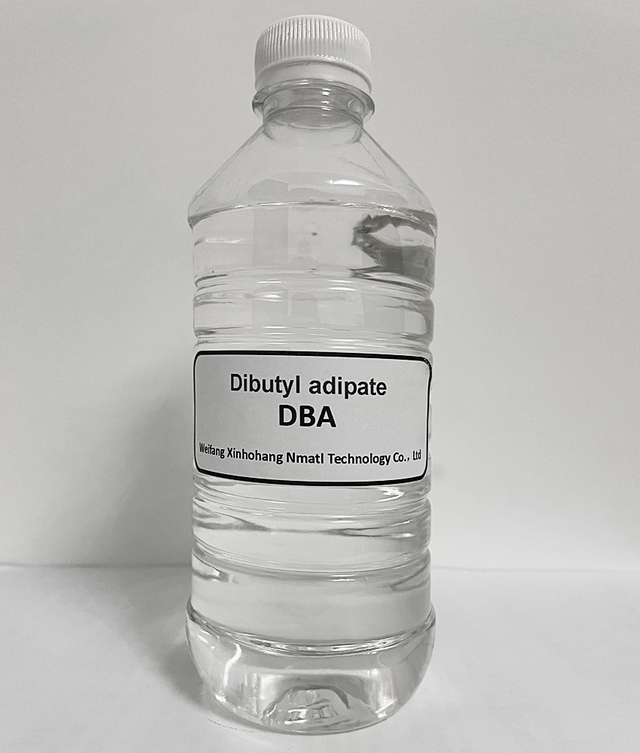 Dibutyl adipate
DBA
Weifang Xinhohang Nmatl Technology Co., Ltd